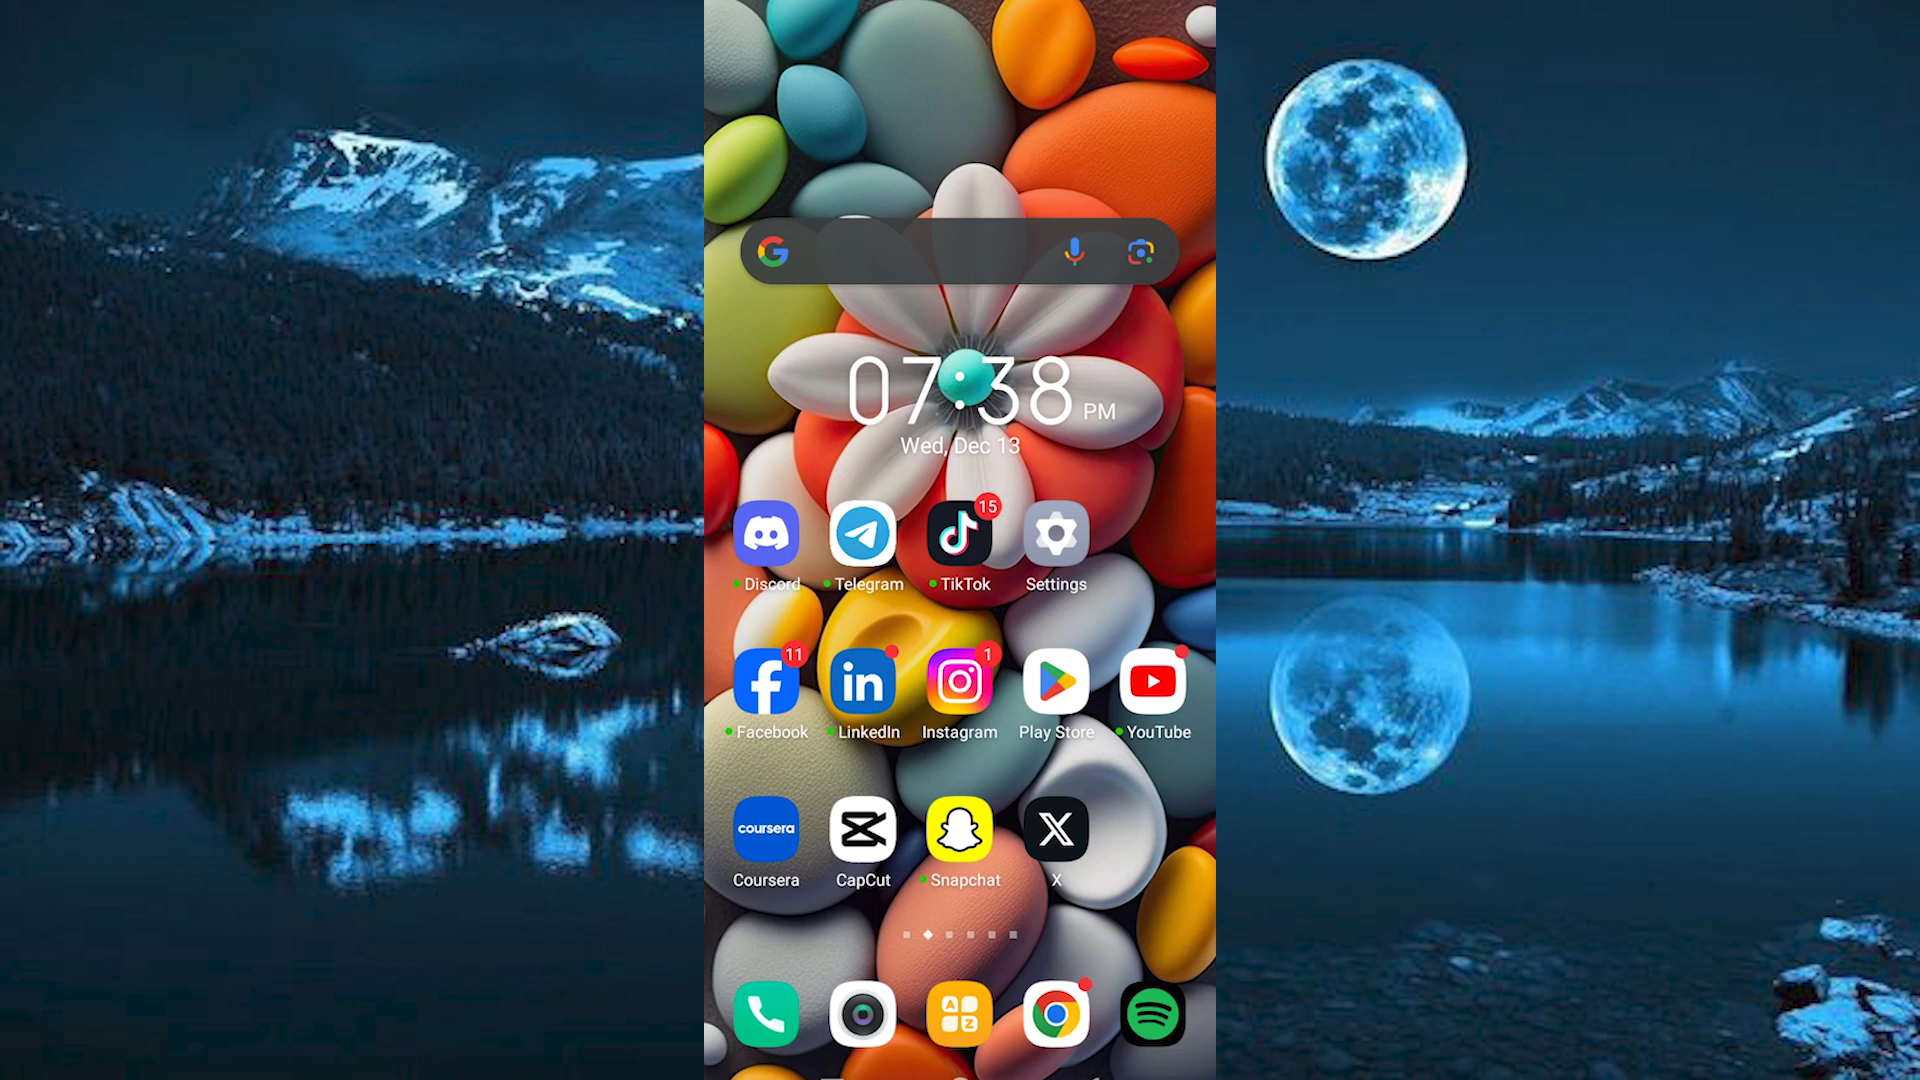 07:38 PM
Wed, Dec 13
15
Discord Telegram TikTok Settings
11 in 1
Facebook LinkedIn Instagram Play Store YouTube
coursera
Coursera CapCut Snapchat X
A
Z